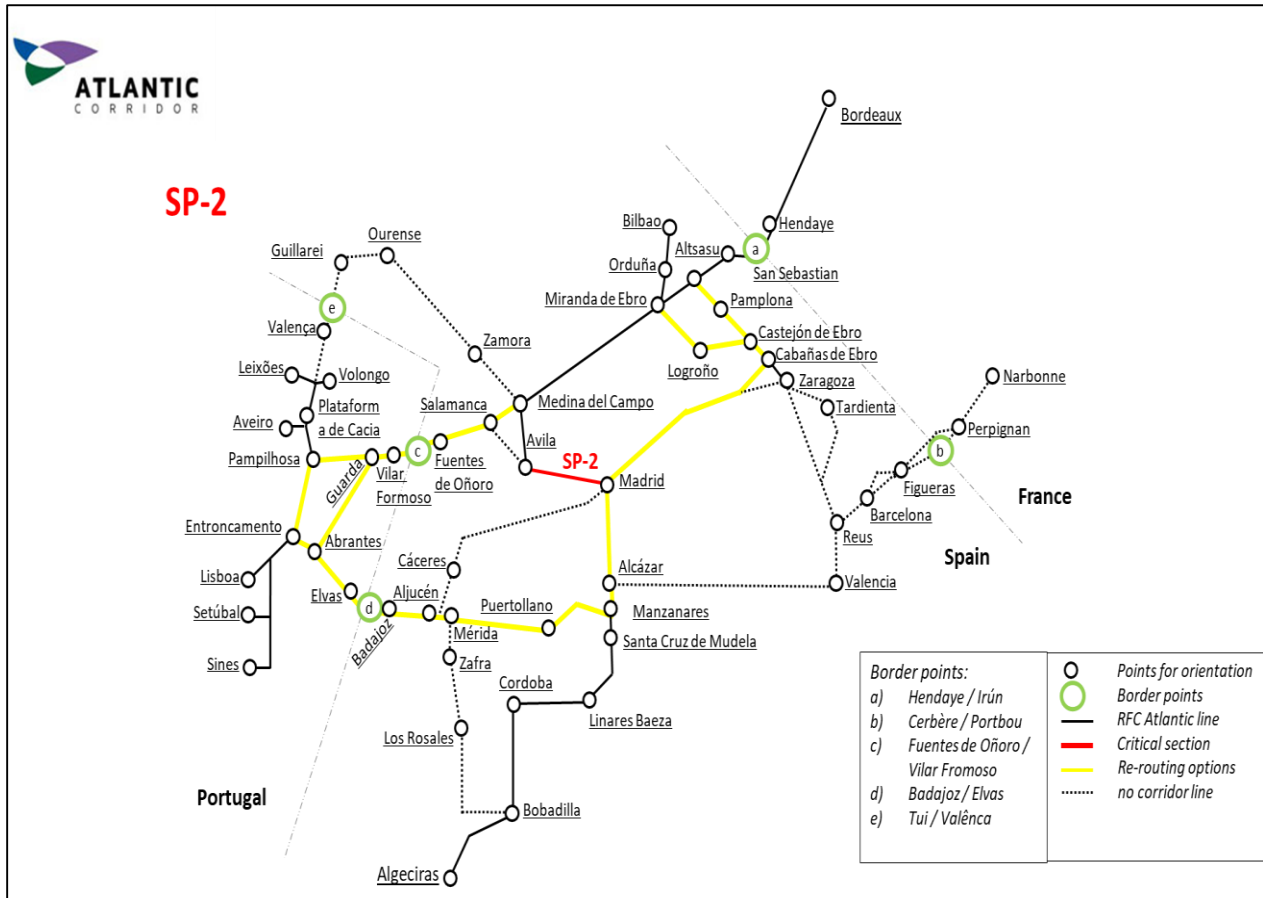 ATLANTIC
CORRIDOR
SP-2
Bordeaux
Hendaye
Bilbao
Altsasu
a
San Sebastian
Ourense
Guillarei
Orduña
Miranda de Ebro
Pamplona
e
Valença
Castejón de Ebro
Zamora
Cabañas de Ebro
Logroño
Leixões
Volongo
Zaragoza
Narbonne
Salamanca
Medina del Campo
Tardienta
Aveiro
Plataform
a de Cacia
Perpignan
Avila
c
b
Pampilhosa
Guarda
Vilar
Formoso
Fuentes
de Oñoro
SP-2
Madrid
Figueras
France
Barcelona
Entroncamento
Abrantes
Reus
Spain
Cáceres
Alcázar
Lisboa
Valencia
Elvas
d
Aljucén
Badajoz
Puertollano
Manzanares
Setúbal
Mérida
Santa Cruz de Mudela
Sines
Zafra
Cordoba
Linares Baeza
Los Rosales
Portugal
Bobadilla
Algeciras
Border points:
a) Hendaye / Irún
b) Cerbère / Portbou
c) Fuentes de Oñoro /
Vilar Fromoso
d) Badajoz / Elvas
e) Tui / Valênca
Points for orientation
Border points
RFC Atlantic line
Critical section
Re-routing options
no corridor line